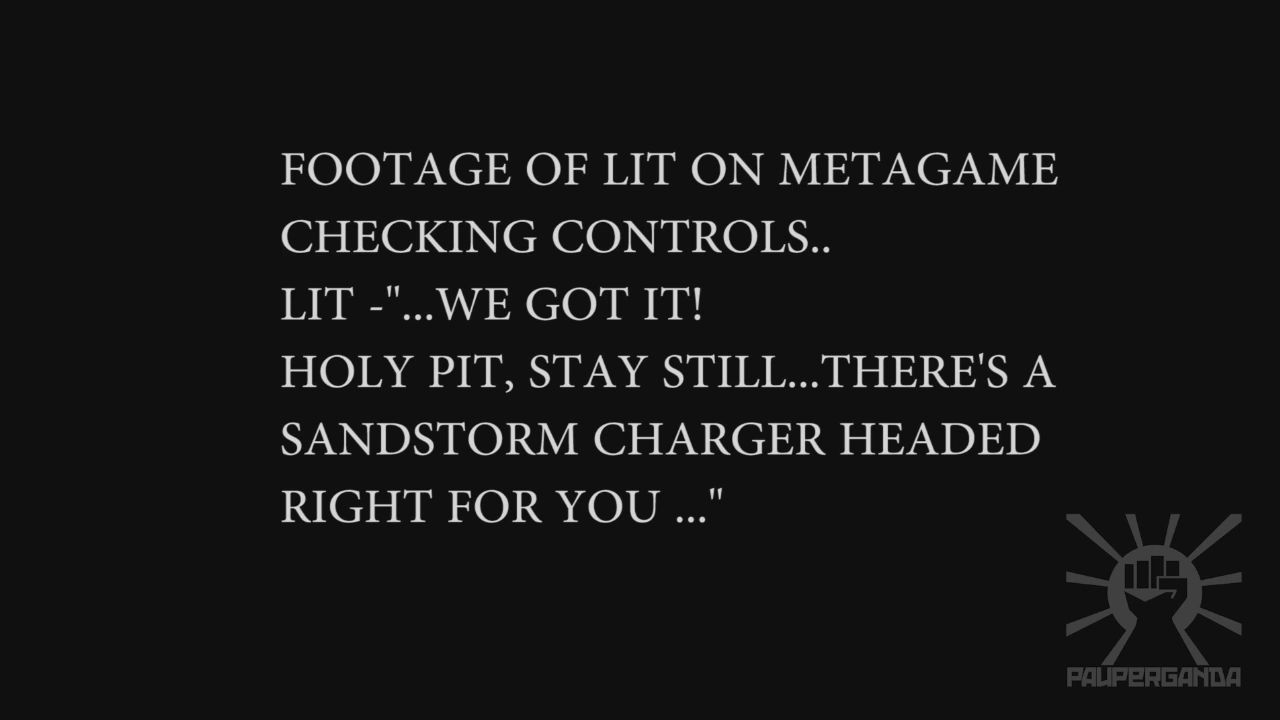 FOOTAGE OF LIT ON METAGAME
CHECKING CONTROLS..
LIT -"...WE GOT IT!
HOLY PIT, STAY STILL...THERE'S A
SANDSTORM CHARGER HEADED
RIGHT FOR YOU ..."
PAUPERGANDA